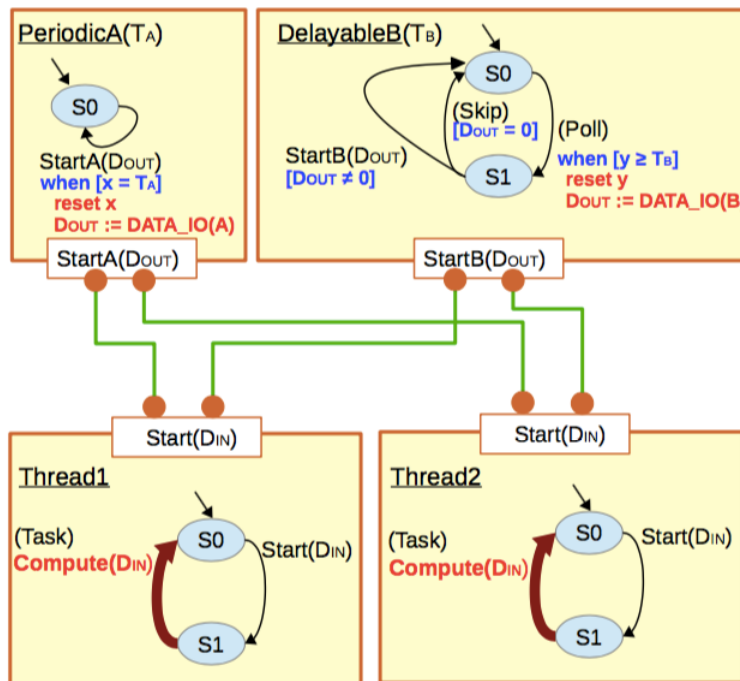 PeriodicA(TA)
S0
StartA(DOUT)
when [x = TA]
reset x
DOUT := DATA_IO(A)
StartA(DOUT)
DelayableB(TB)
S0
(Skip)
[DOUT = 0]
(Poll)
StartB(DOUT)
[DOUT ≠ 0]
when [y ≥ TB]
reset y
DOUT := DATA_IO(B
S1
StartB(DOUT)
Start(DIN)
Thread1
S0
(Task)
Compute(DIN)
Start(DIN)
S1
Start(DIN)
Thread2
S0
(Task)
Compute(DIN)
Start(DIN)
S1